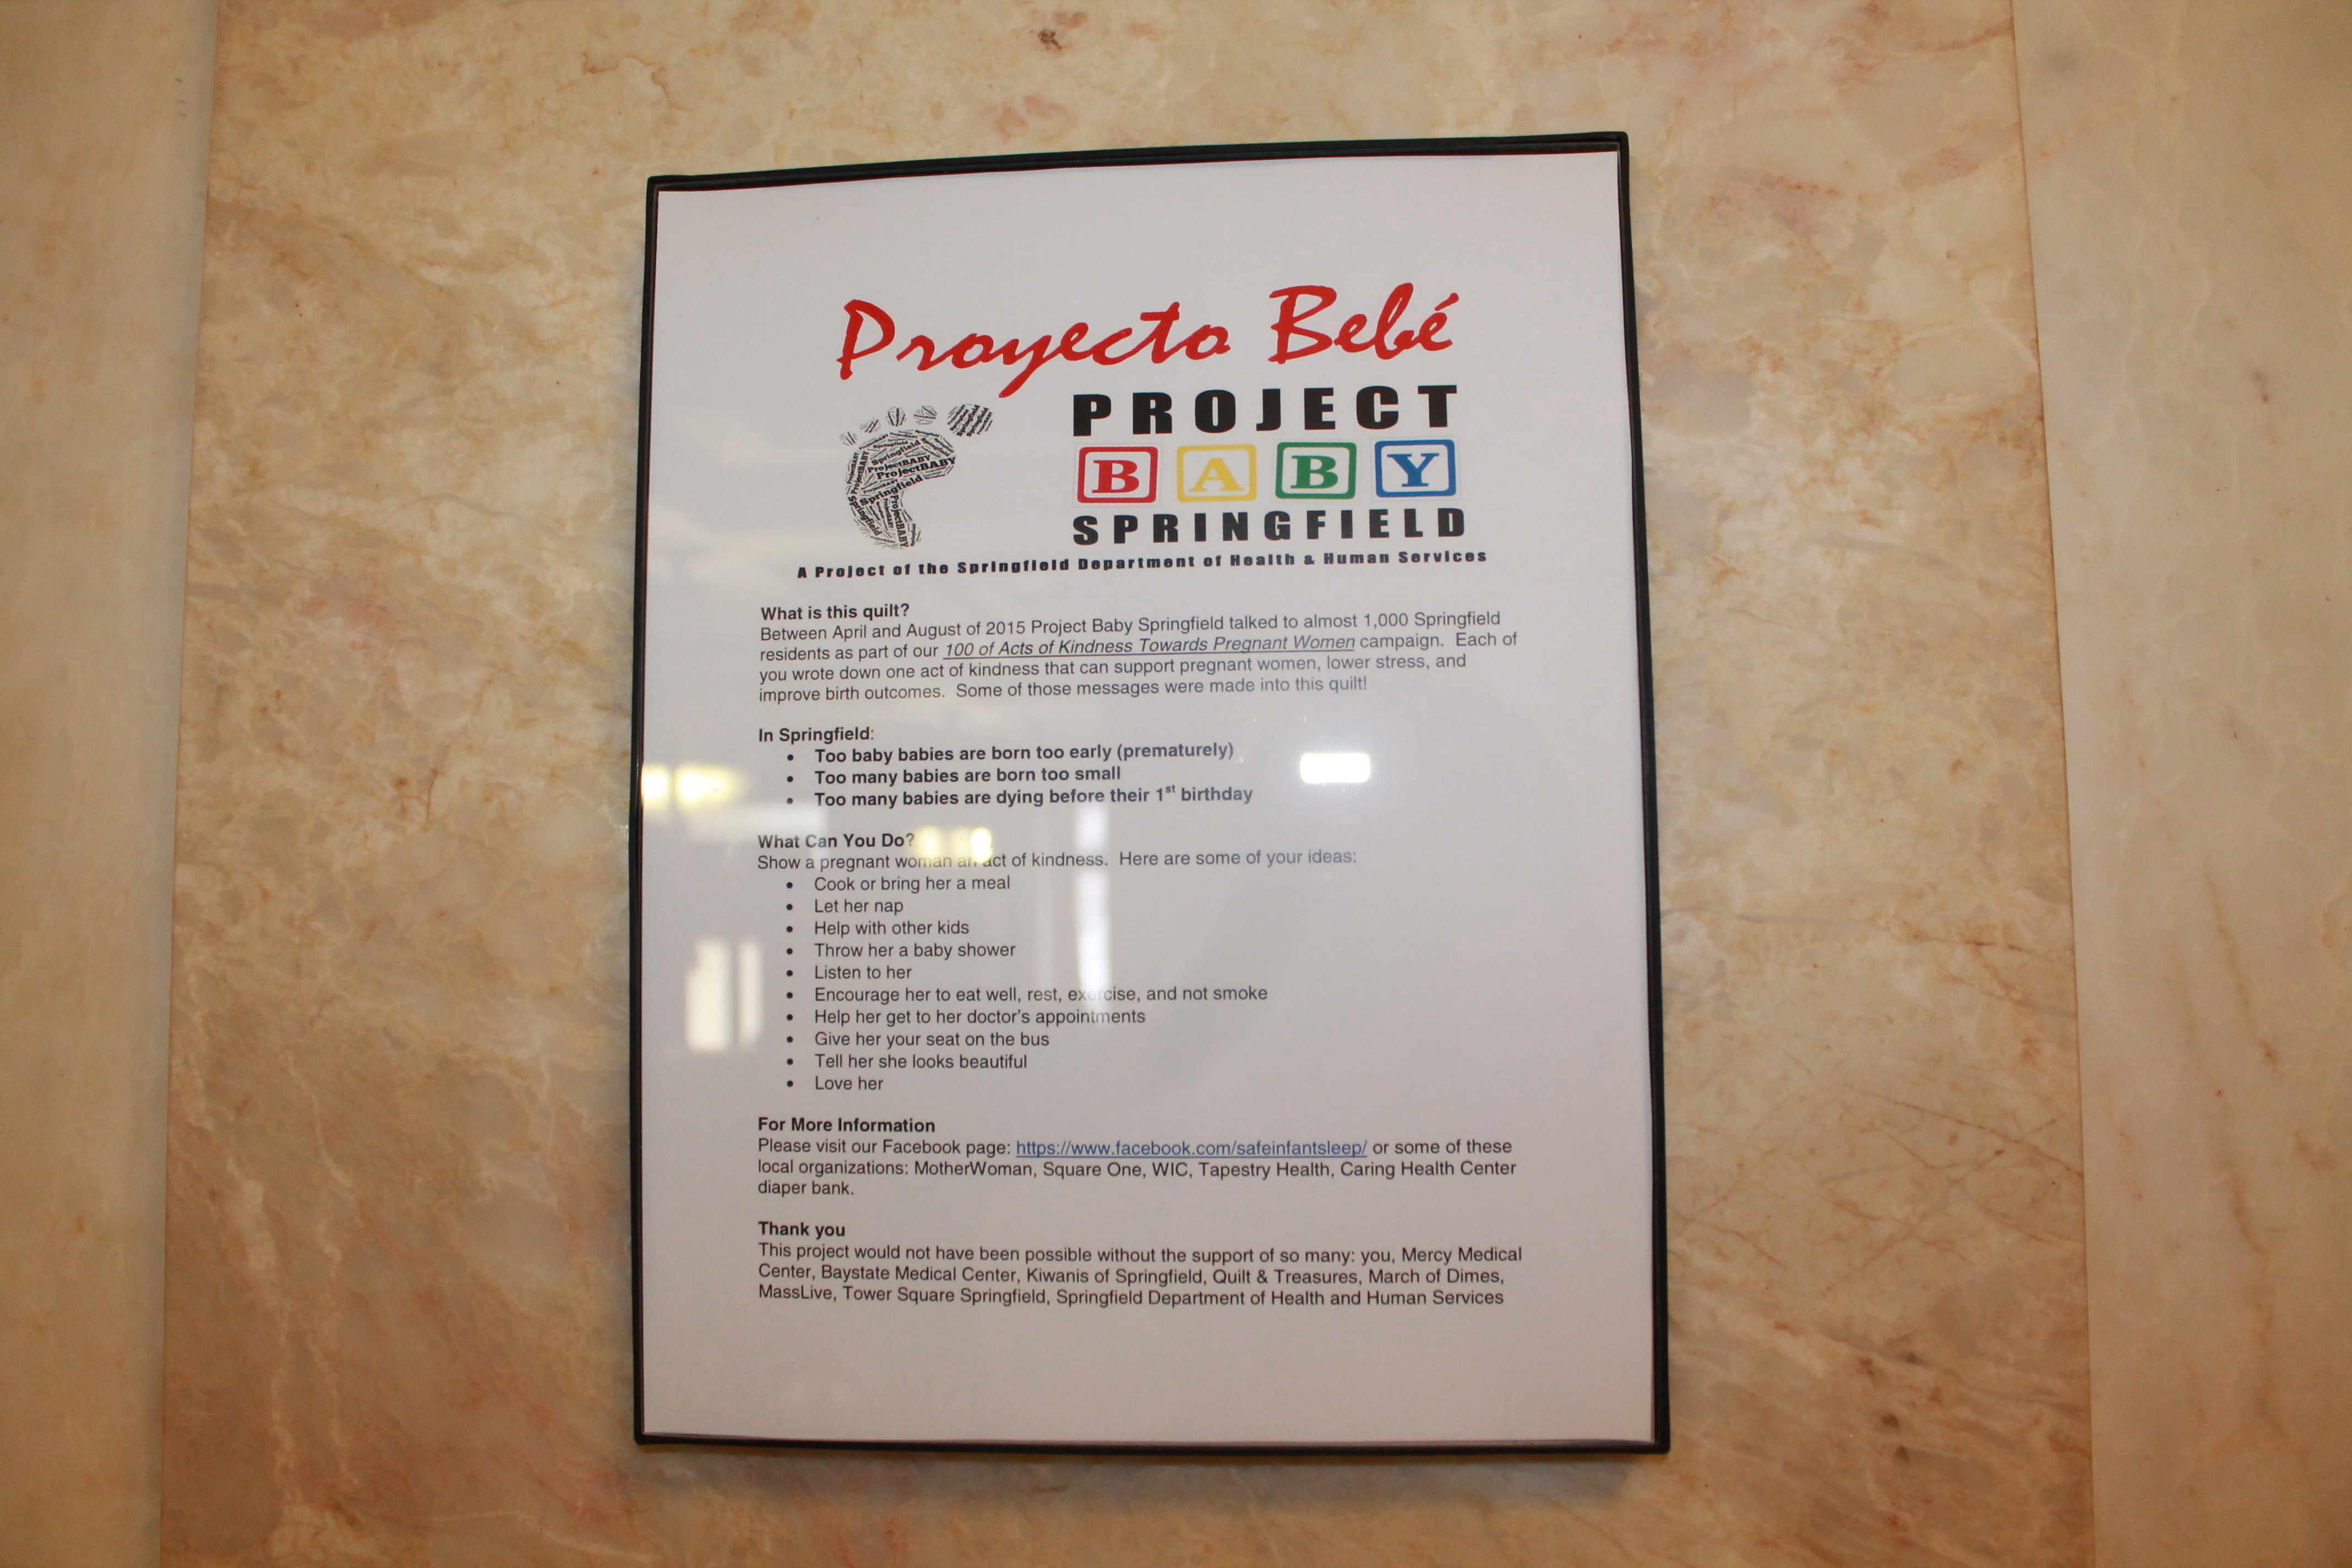 Proyecto Bebé
PROJECT
BABY
SPRINGFIELD
A Project of the Springfield Department of Health & Human Services
What is this quilt?
Between April and August of 2015 Project Baby Springfield talked to almost 1,000 Springfield
residents as part of our 100 of Acts of Kindness Towards Pregnant Women campaign. Each of
you wrote down one act of kindness that can support pregnant women, lower stress, and
improve birth outcomes. Some of those messages were made into this quilt!
In Springfield:
• Too baby babies are born too early (prematurely)
• Too many babies are born too small
• Too many babies are dying before their 1st birthday
What Can You Do?
Show a pregnant woman an act of kindness. Here are some of your ideas:
• Cook or bring her a meal
• Let her nap
• Help with other kids
• Throw her a baby shower
• Listen to her
• Encourage her to eat well, rest, exercise, and not smoke
• Help her get to her doctor's appointments
• Give her your seat on the bus
• Tell her she looks beautiful
• Love her
For More Information
Please visit our Facebook page: https://www.facebook.com/safeinfantsleep/ or some of these
local organizations: MotherWoman, Square One, WIC, Tapestry Health, Caring Health Center
diaper bank.
Thank you
This project would not have been possible without the support of so many: you, Mercy Medical
Center, Baystate Medical Center, Kiwanis of Springfield, Quilt & Treasures, March of Dimes,
MassLive, Tower Square Springfield, Springfield Department of Health and Human Services